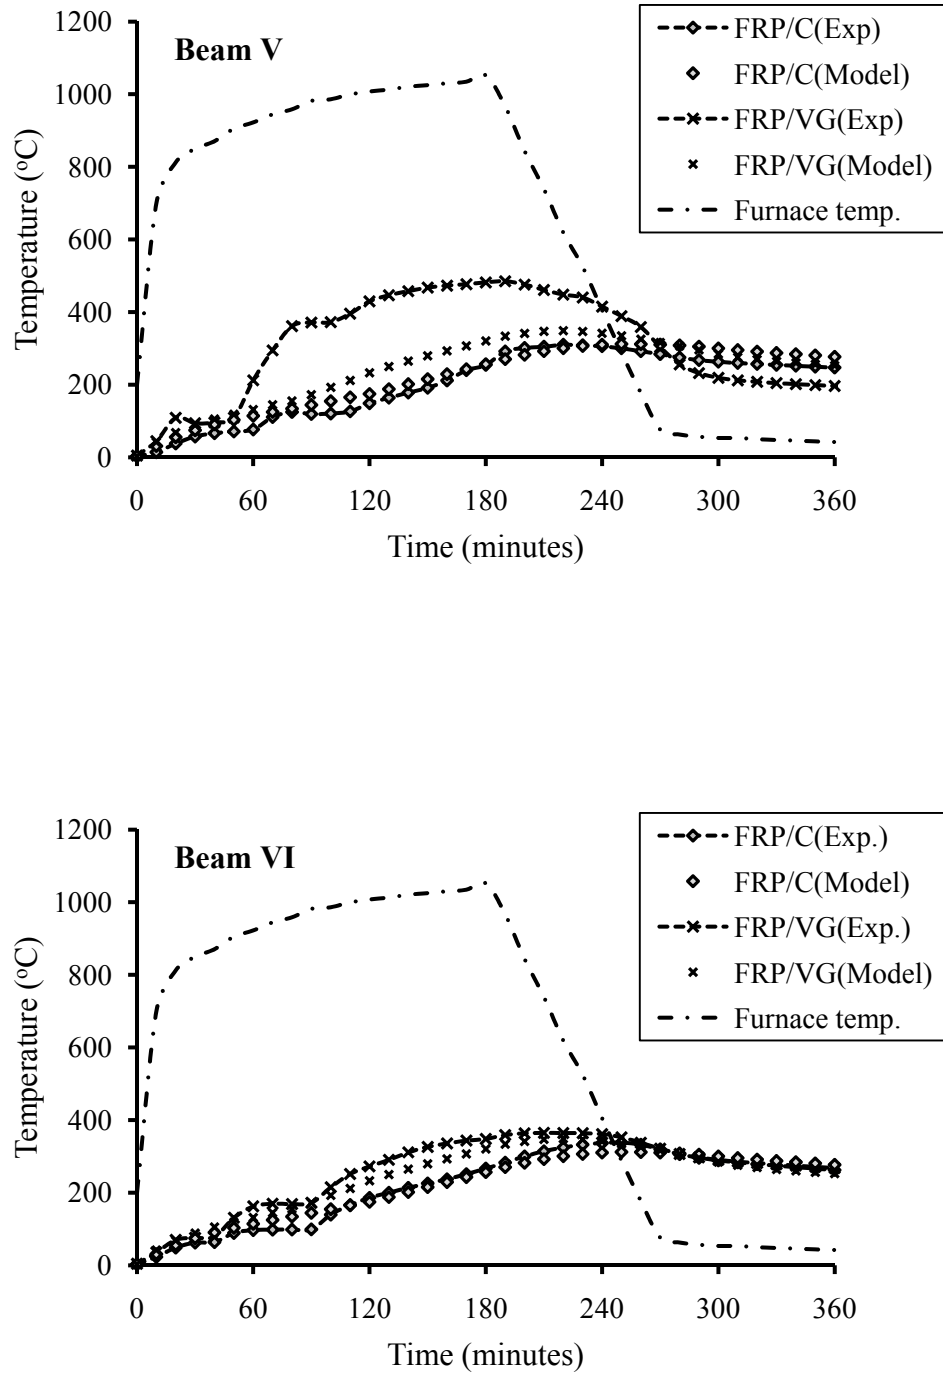 Beam V
Temperature (°C)
1200
1000
800
600
400
200
0
0 60 120 180 240 300 360
Time (minutes)
FRP/C(Exp)
FRP/C(Model)
FRP/VG(Exp)
FRP/VG(Model)
Furnace temp.
Beam VI
Temperature (°C)
1200
1000
800
600
400
200
0
0 60 120 180 240 300 360
Time (minutes)
FRP/C(Exp.)
FRP/C(Model)
FRP/VG(Exp.)
FRP/VG(Model)
Furnace temp.